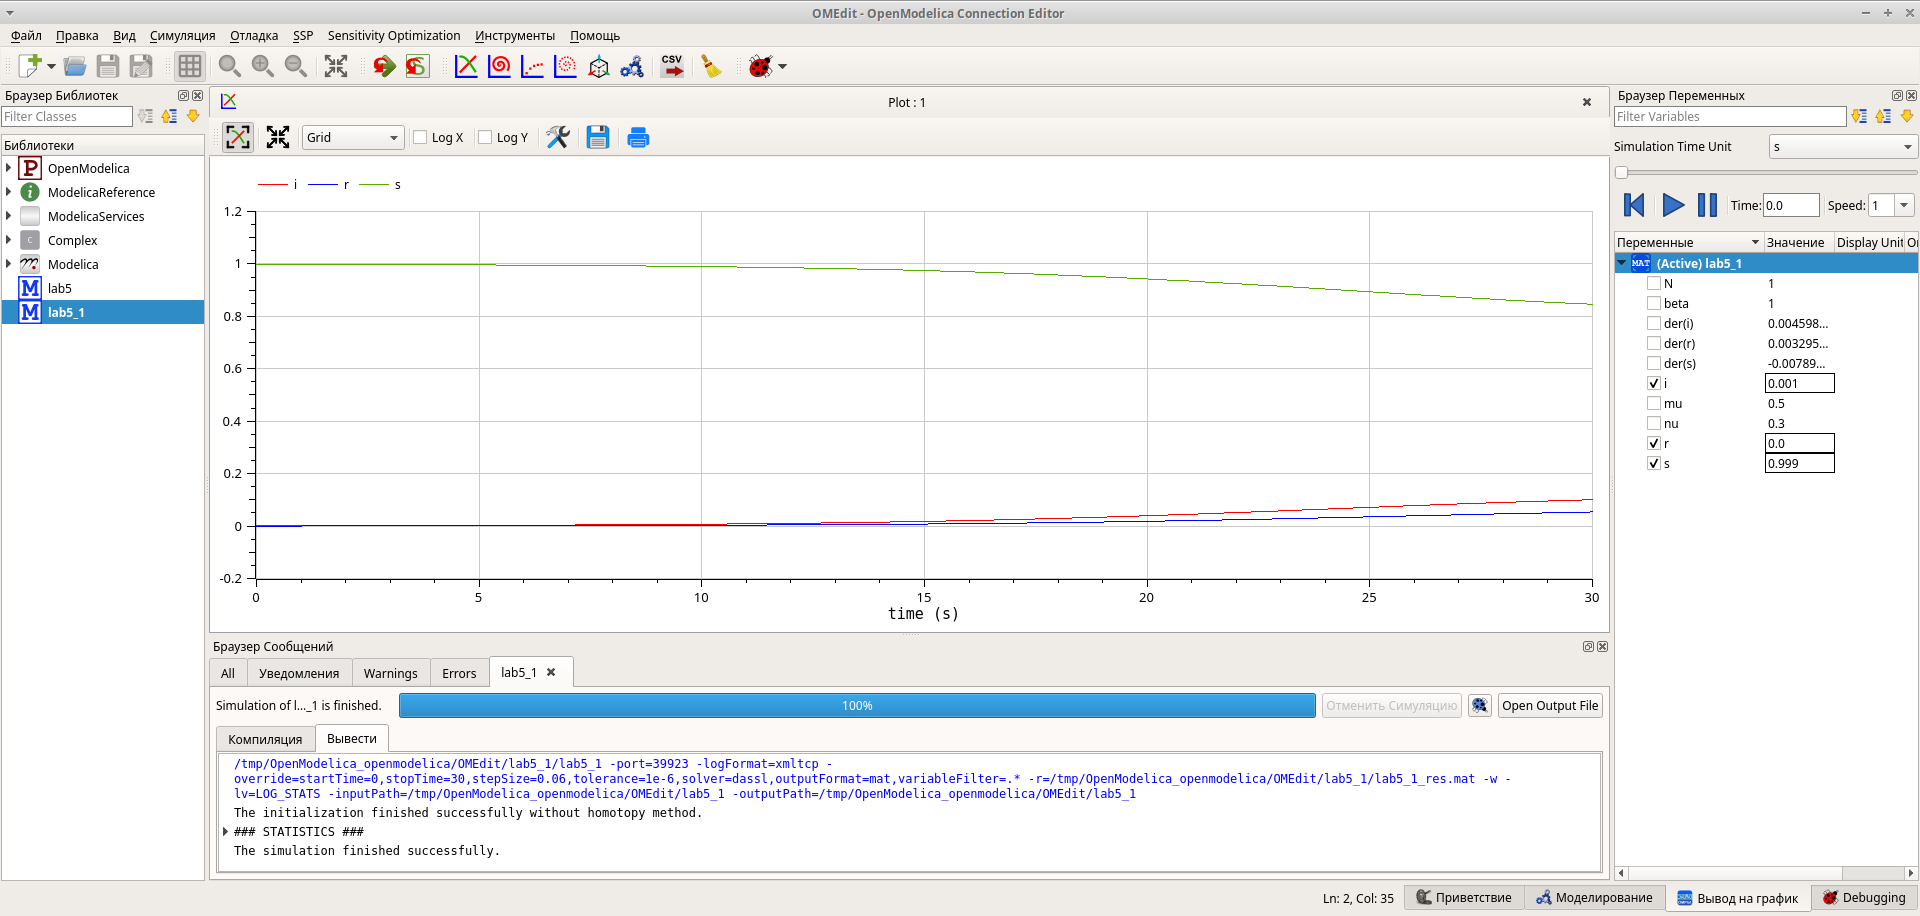 OMEdit - OpenModelica Connection Editor
Файл Правка Вид Симуляция Отладка SSP Sensitivity Optimization Инструменты Помощь
CSV
Браузер Библиотек
Filter Classes
Библиотеки
P OpenModelica
i ModelicaReference
ModelicaServices
C Complex
Modelica
M lab5
M lab5_1
Plot : 1
Grid Log X Log Y
i r s
1.2
1
0.8
0.6
0.4
0.2
0
-0.2
0 5 10 15 20 25 30
time (s)
Браузер Сообщений
All Уведомления Warnings Errors lab5_1
Simulation of l..._1 is finished. 100% Отменить Симуляцию Open Output File
Компиляция Вывести
/tmp/OpenModelica_openmodelica/OMEdit/lab5_1/lab5_1 -port=39923 -logFormat=xmltcp -
override=startTime=0,stopTime=30,stepSize=0.06,tolerance=1e-6,solver=dassl,outputFormat=mat,variableFilter=.* -r=/tmp/OpenModelica_openmodelica/OMEdit/lab5_1/lab5_1_res.mat -w -
lv=LOG_STATS -inputPath=/tmp/OpenModelica_openmodelica/OMEdit/lab5_1 -outputPath=/tmp/OpenModelica_openmodelica/OMEdit/lab5_1
The initialization finished successfully without homotopy method.
### STATISTICS ###
The simulation finished successfully.
Браузер Переменных
Filter Variables
Simulation Time Unit s
Time: 0.0 Speed: 1
Переменные Значение Display Unit
MAT (Active) lab5_1
N 1
beta 1
der(i) 0.004598...
der(r) 0.003295...
der(s) -0.00789...
i 0.001
mu 0.5
nu 0.3
r 0.0
s 0.999
Ln: 2, Col: 35 Приветствие Моделирование Вывод на график Debugging